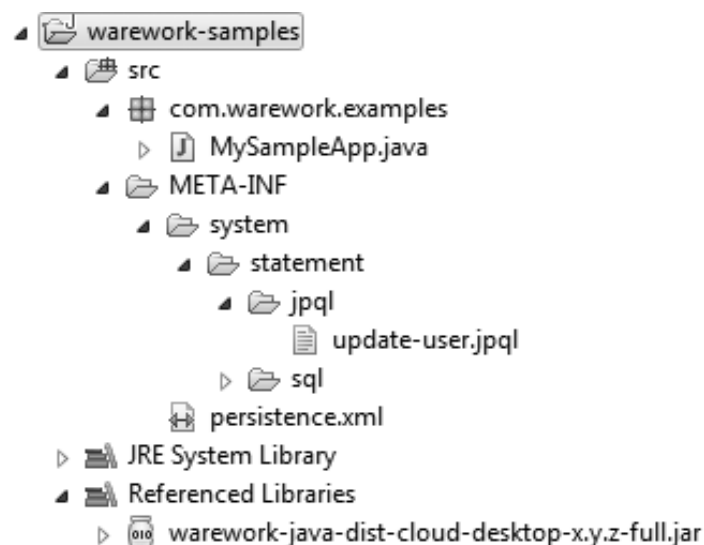 warework-samples
src
com.warework.examples
MySampleApp.java
META-INF
system
statement
jpql
update-user.jpql
sql
persistence.xml
JRE System Library
Referenced Libraries
warework-java-dist-cloud-desktop-x.y.z-full.jar